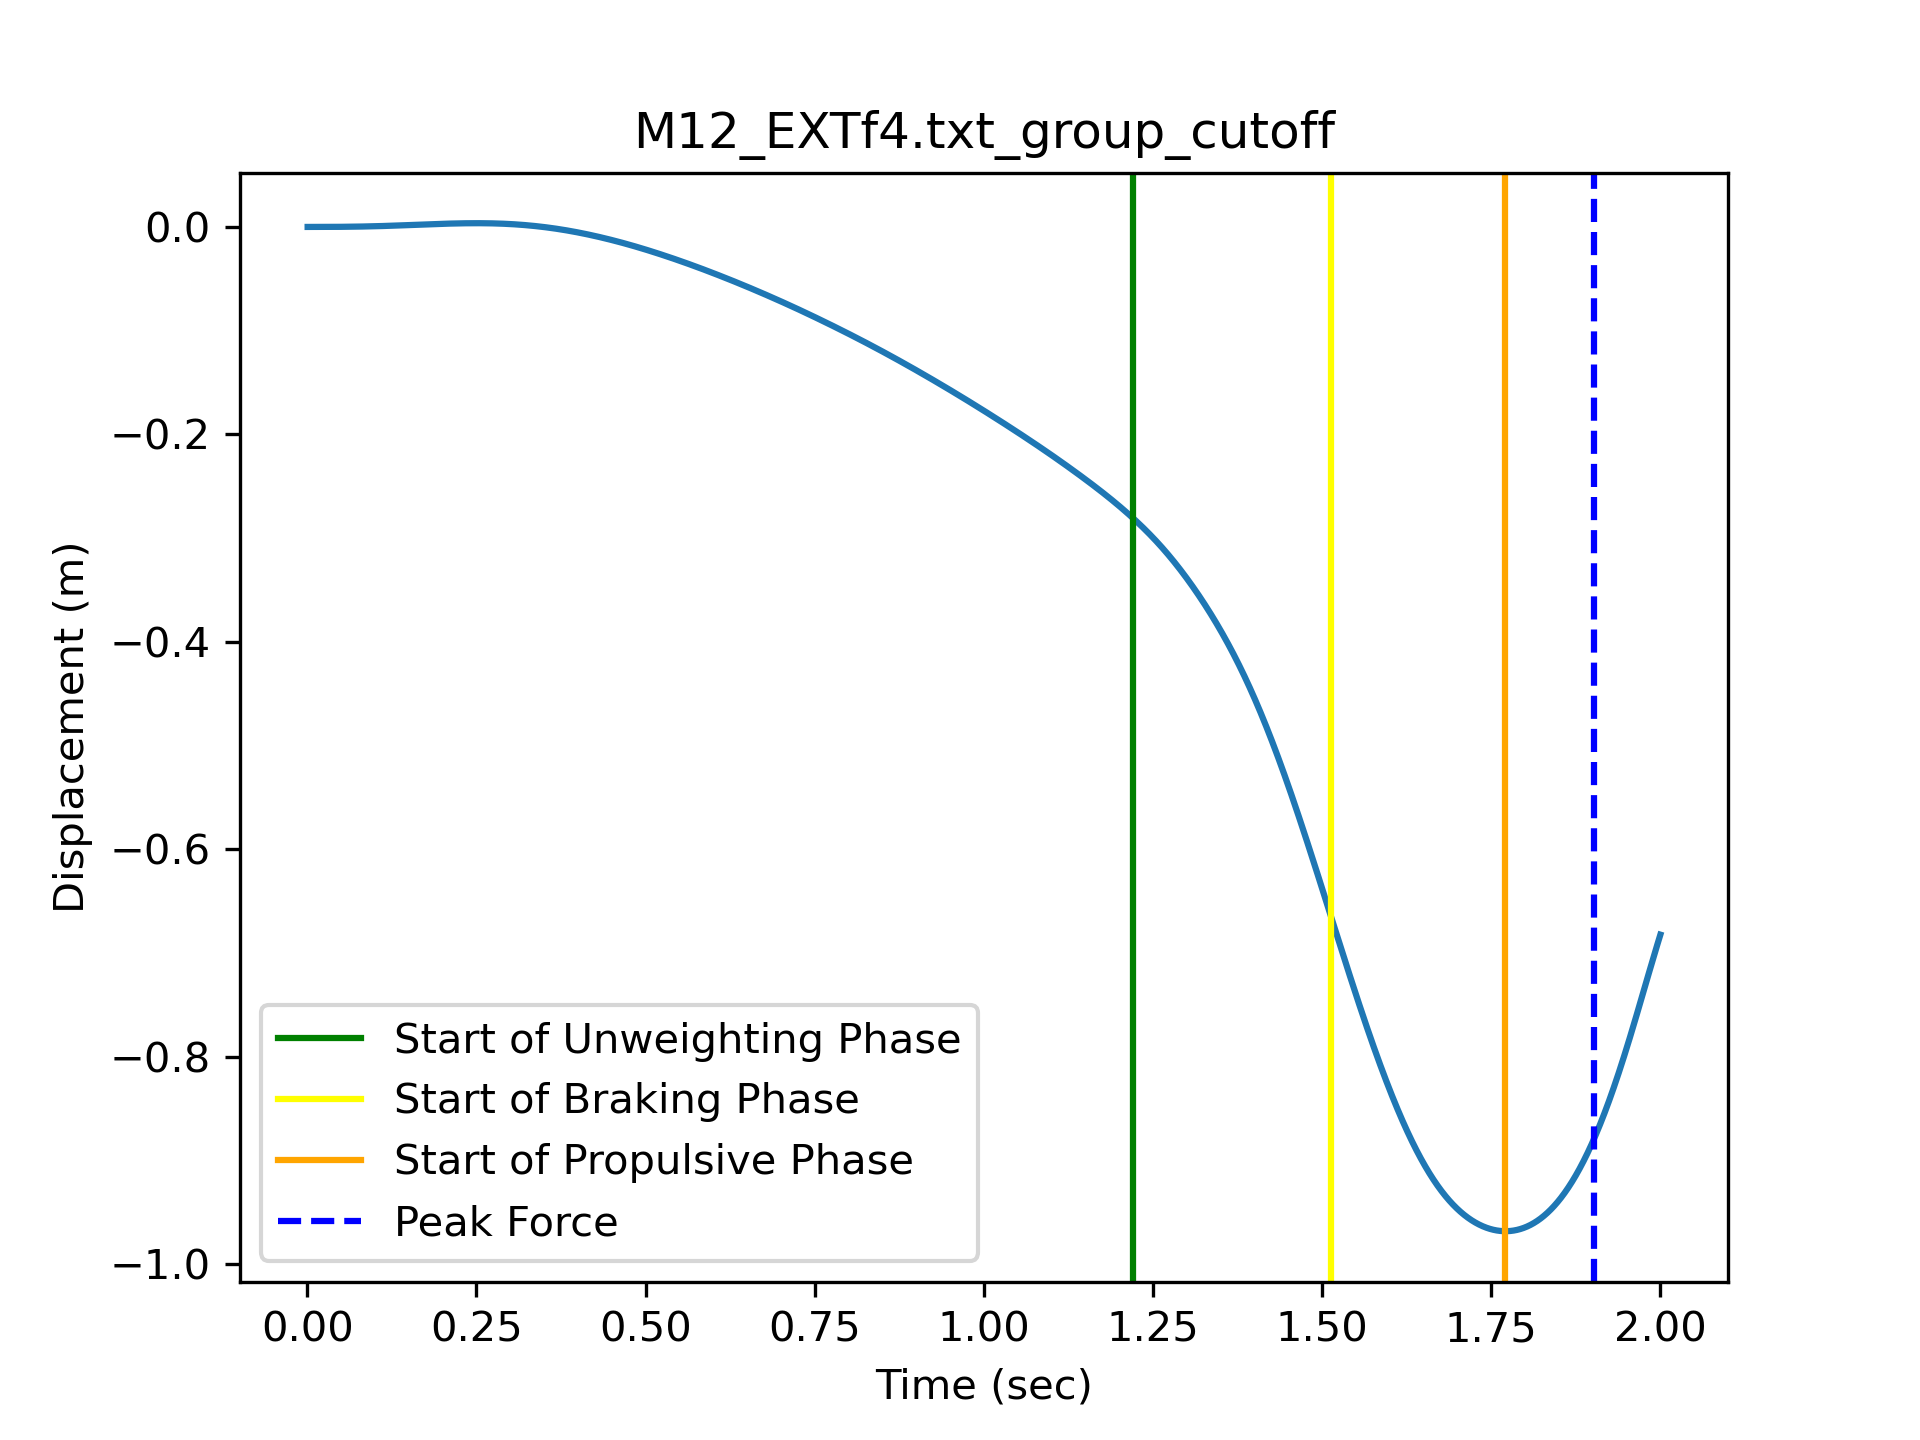 M12_EXTf4.txt_group_cutoff
Displacement (m)
0.0
−0.2
−0.4
−0.6
−0.8
−1.0
Start of Unweighting Phase
Start of Braking Phase
Start of Propulsive Phase
Peak Force
0.00 0.25 0.50 0.75 1.00 1.25 1.50 1.75 2.00
Time (sec)